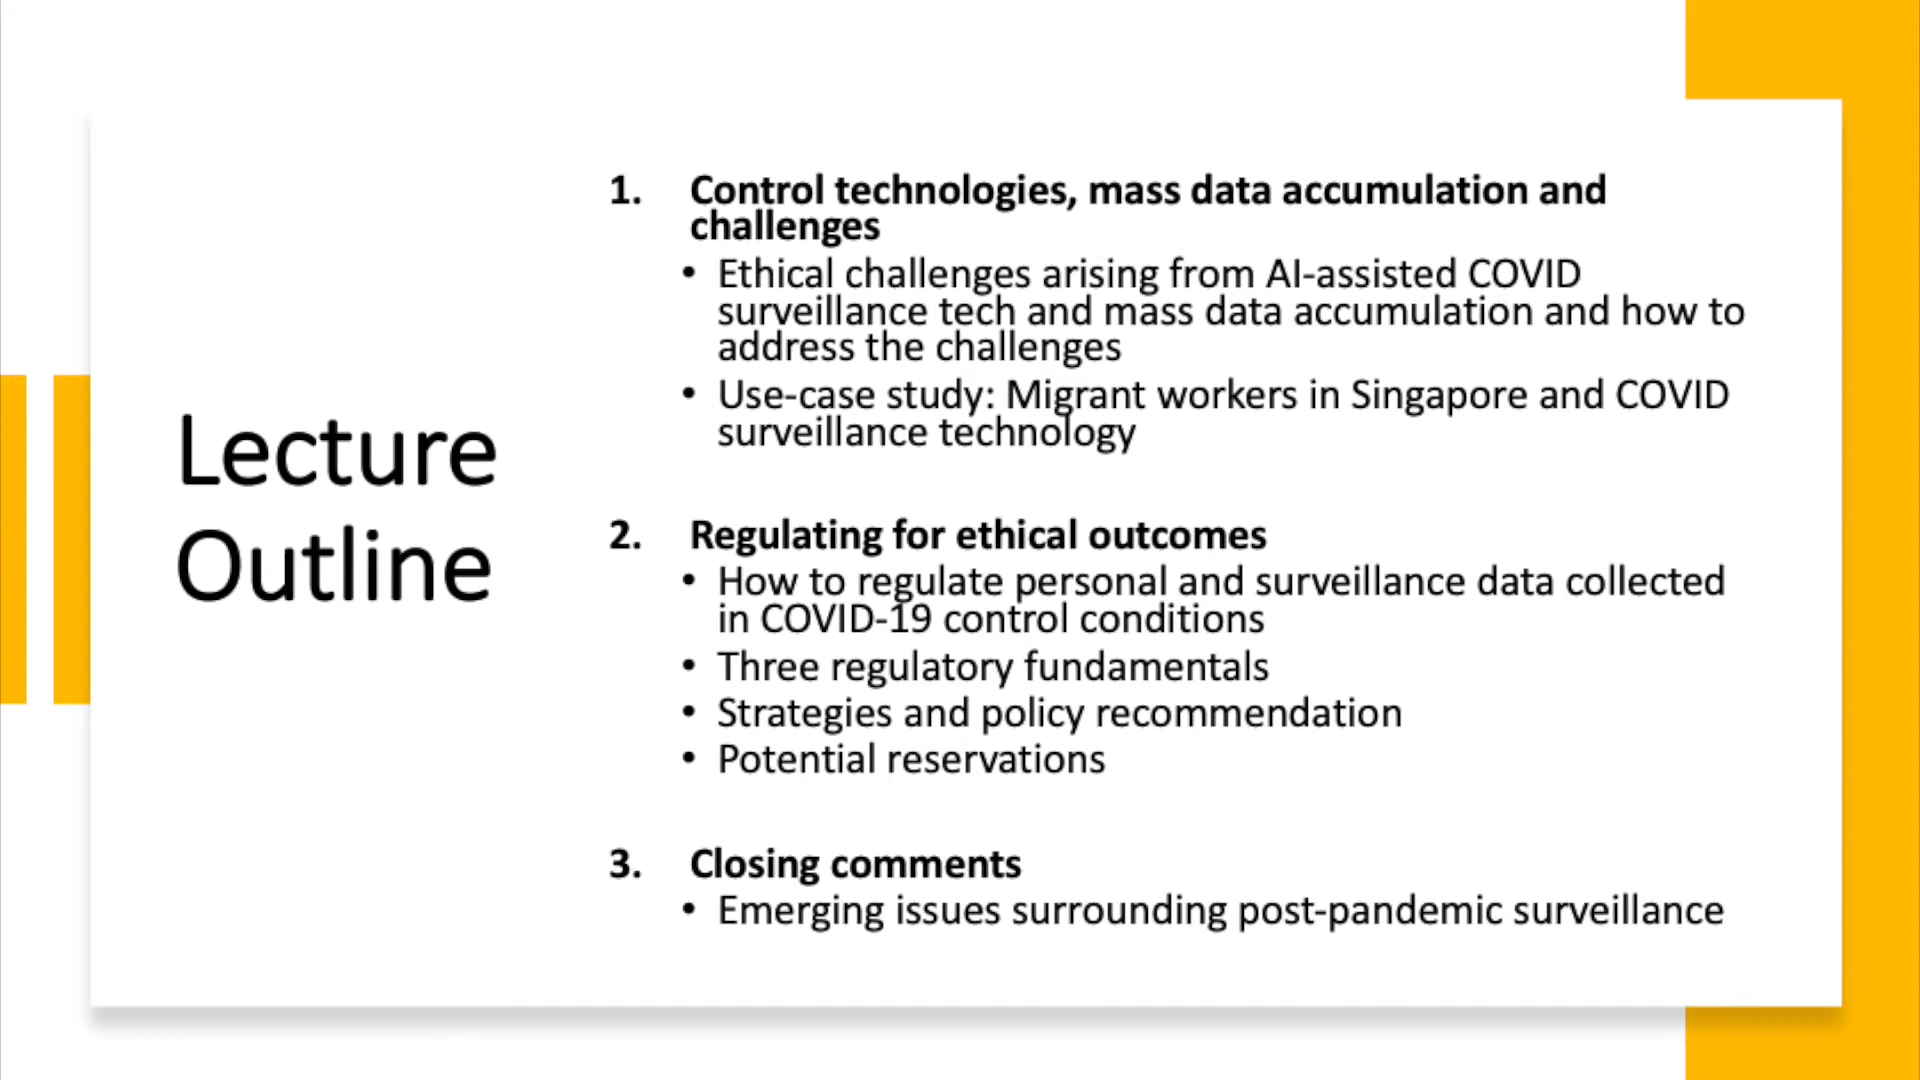 Lecture
Outline
1. Control technologies, mass data accumulation and
challenges
• Ethical challenges arising from AI-assisted COVID
surveillance tech and mass data accumulation and how to
address the challenges
• Use-case study: Migrant workers in Singapore and COVID
surveillance technology
2. Regulating for ethical outcomes
• How to regulate personal and surveillance data collected
in COVID-19 control conditions
• Three regulatory fundamentals
• Strategies and policy recommendation
• Potential reservations
3. Closing comments
• Emerging issues surrounding post-pandemic surveillance